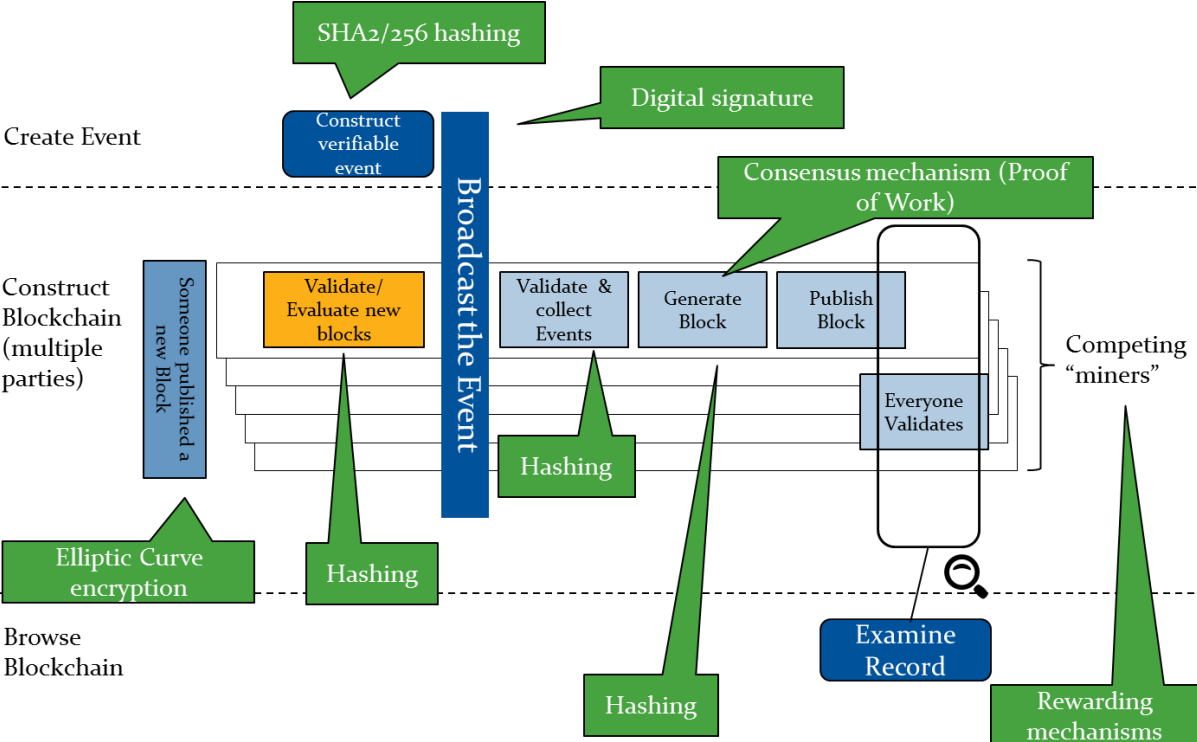 SHA2/256 hashing
Digital signature
Create Event
Construct
verifiable
event
Consensus mechanism (Proof
of Work)
Broadcast the Event
Construct
Blockchain
(multiple
parties)
Someone published a
new Block
Validate/
Evaluate new
blocks
Validate &
collect
Events
Generate
Block
Publish
Block
Everyone
Validates
Competing
“miners”
Hashing
Elliptic Curve
encryption
Hashing
Browse
Blockchain
Examine
Record
Hashing
Rewarding
mechanisms